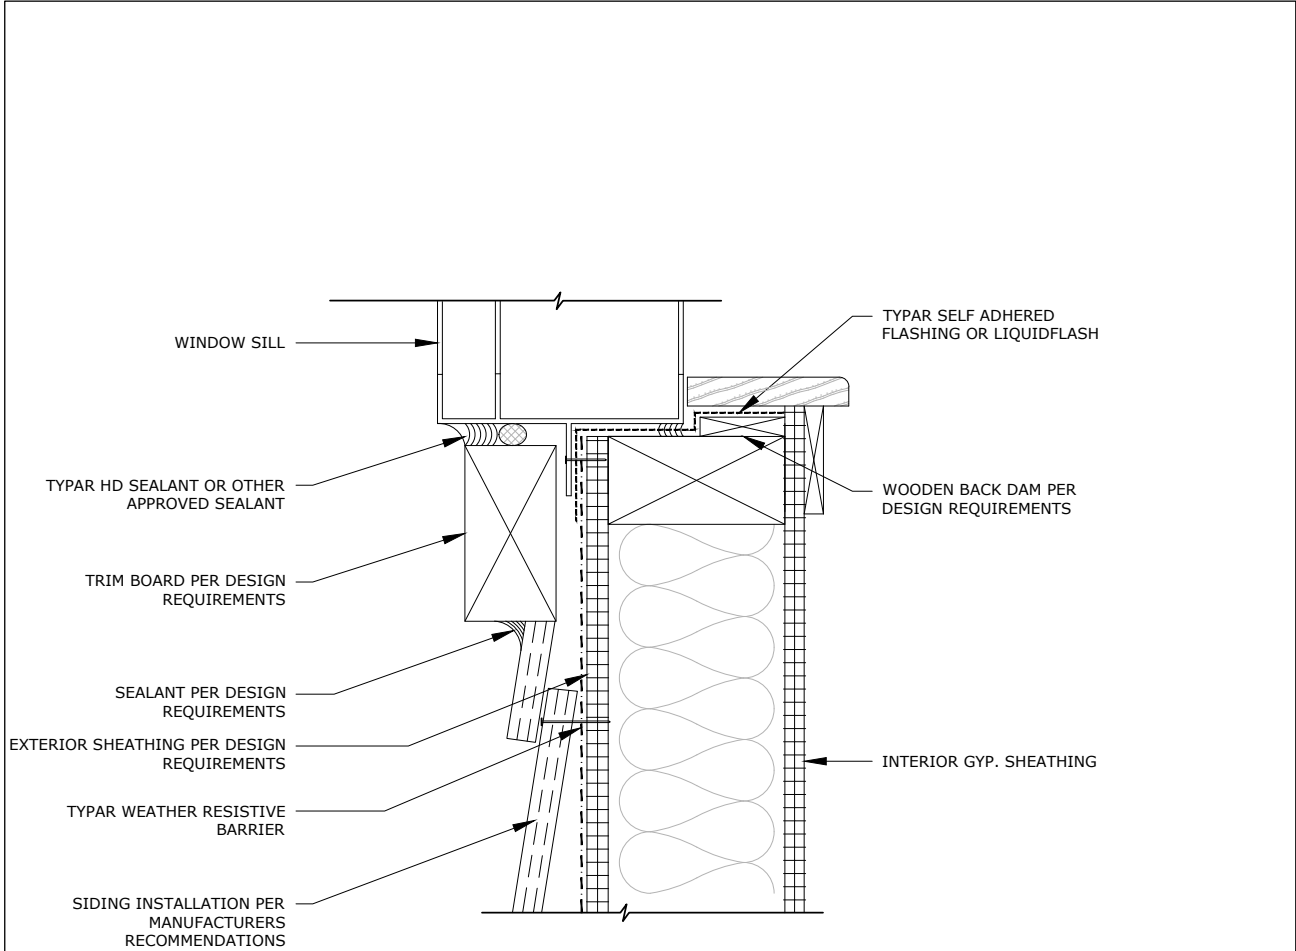 WINDOW SILL
TYPAR HD SEALANT OR OTHER
APPROVED SEALANT
TRIM BOARD PER DESIGN
REQUIREMENTS
SEALANT PER DESIGN
REQUIREMENTS
EXTERIOR SHEATHING PER DESIGN
REQUIREMENTS
TYPAR WEATHER RESISTIVE
BARRIER
SIDING INSTALLATION PER
MANUFACTURERS
RECOMMENDATIONS
TYPAR SELF ADHERED
FLASHING OR LIQUIDFLASH
WOODEN BACK DAM PER
DESIGN REQUIREMENTS
INTERIOR GYP. SHEATHING